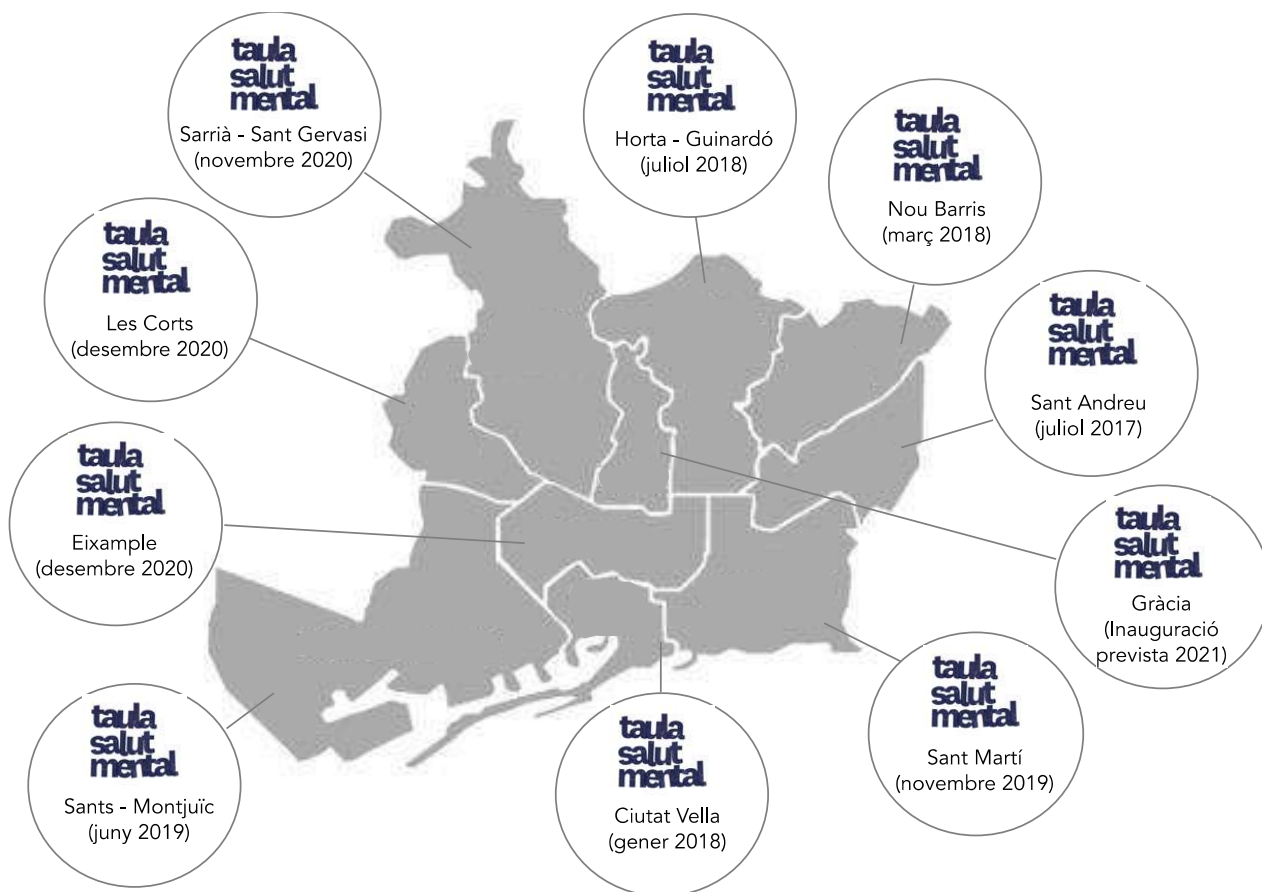 taula
salut
mental
Sarrià - Sant Gervasi
(novembre 2020)
taula
salut
mental
Horta - Guinardó
(juliol 2018)
taula
salut
mental
Nou Barris
(març 2018)
taula
salut
mental
Les Corts
(desembre 2020)
taula
salut
mental
Sant Andreu
(juliol 2017)
taula
salut
mental
Eixample
(desembre 2020)
taula
salut
mental
Gràcia
(Inauguració
prevista 2021)
taula
salut
mental
Sants - Montjuïc
(juny 2019)
taula
salut
mental
Ciutat Vella
(gener 2018)
taula
salut
mental
Sant Martí
(novembre 2019)